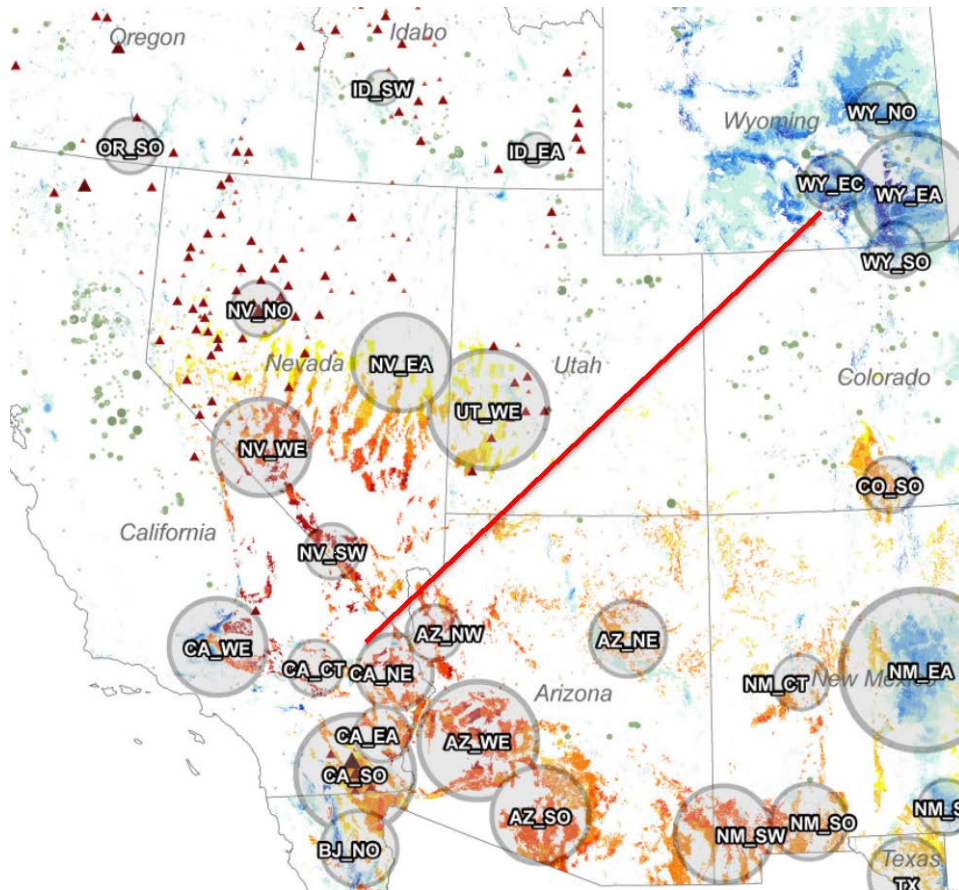 Oregon
Idaho
ID_SW
WY_NO
Wyoming
OR_SO
ID_EA
WY_EC
WY_EA
WY_SO
NV_NO
Nevada
NV_EA
Utah
Colorado
UT_WE
NV_WE
CO_SO
California
NV_SW
AZ_NW
AZ_NE
CA_WE
CA_CT
CA_NE
NM_EA
NM_CT
New Mexico
Arizona
CA_EA
AZ_WE
CA_SO
AZ_SO
NM_SO
NM_SW
NM_S
BJ_NO
Texas
TX